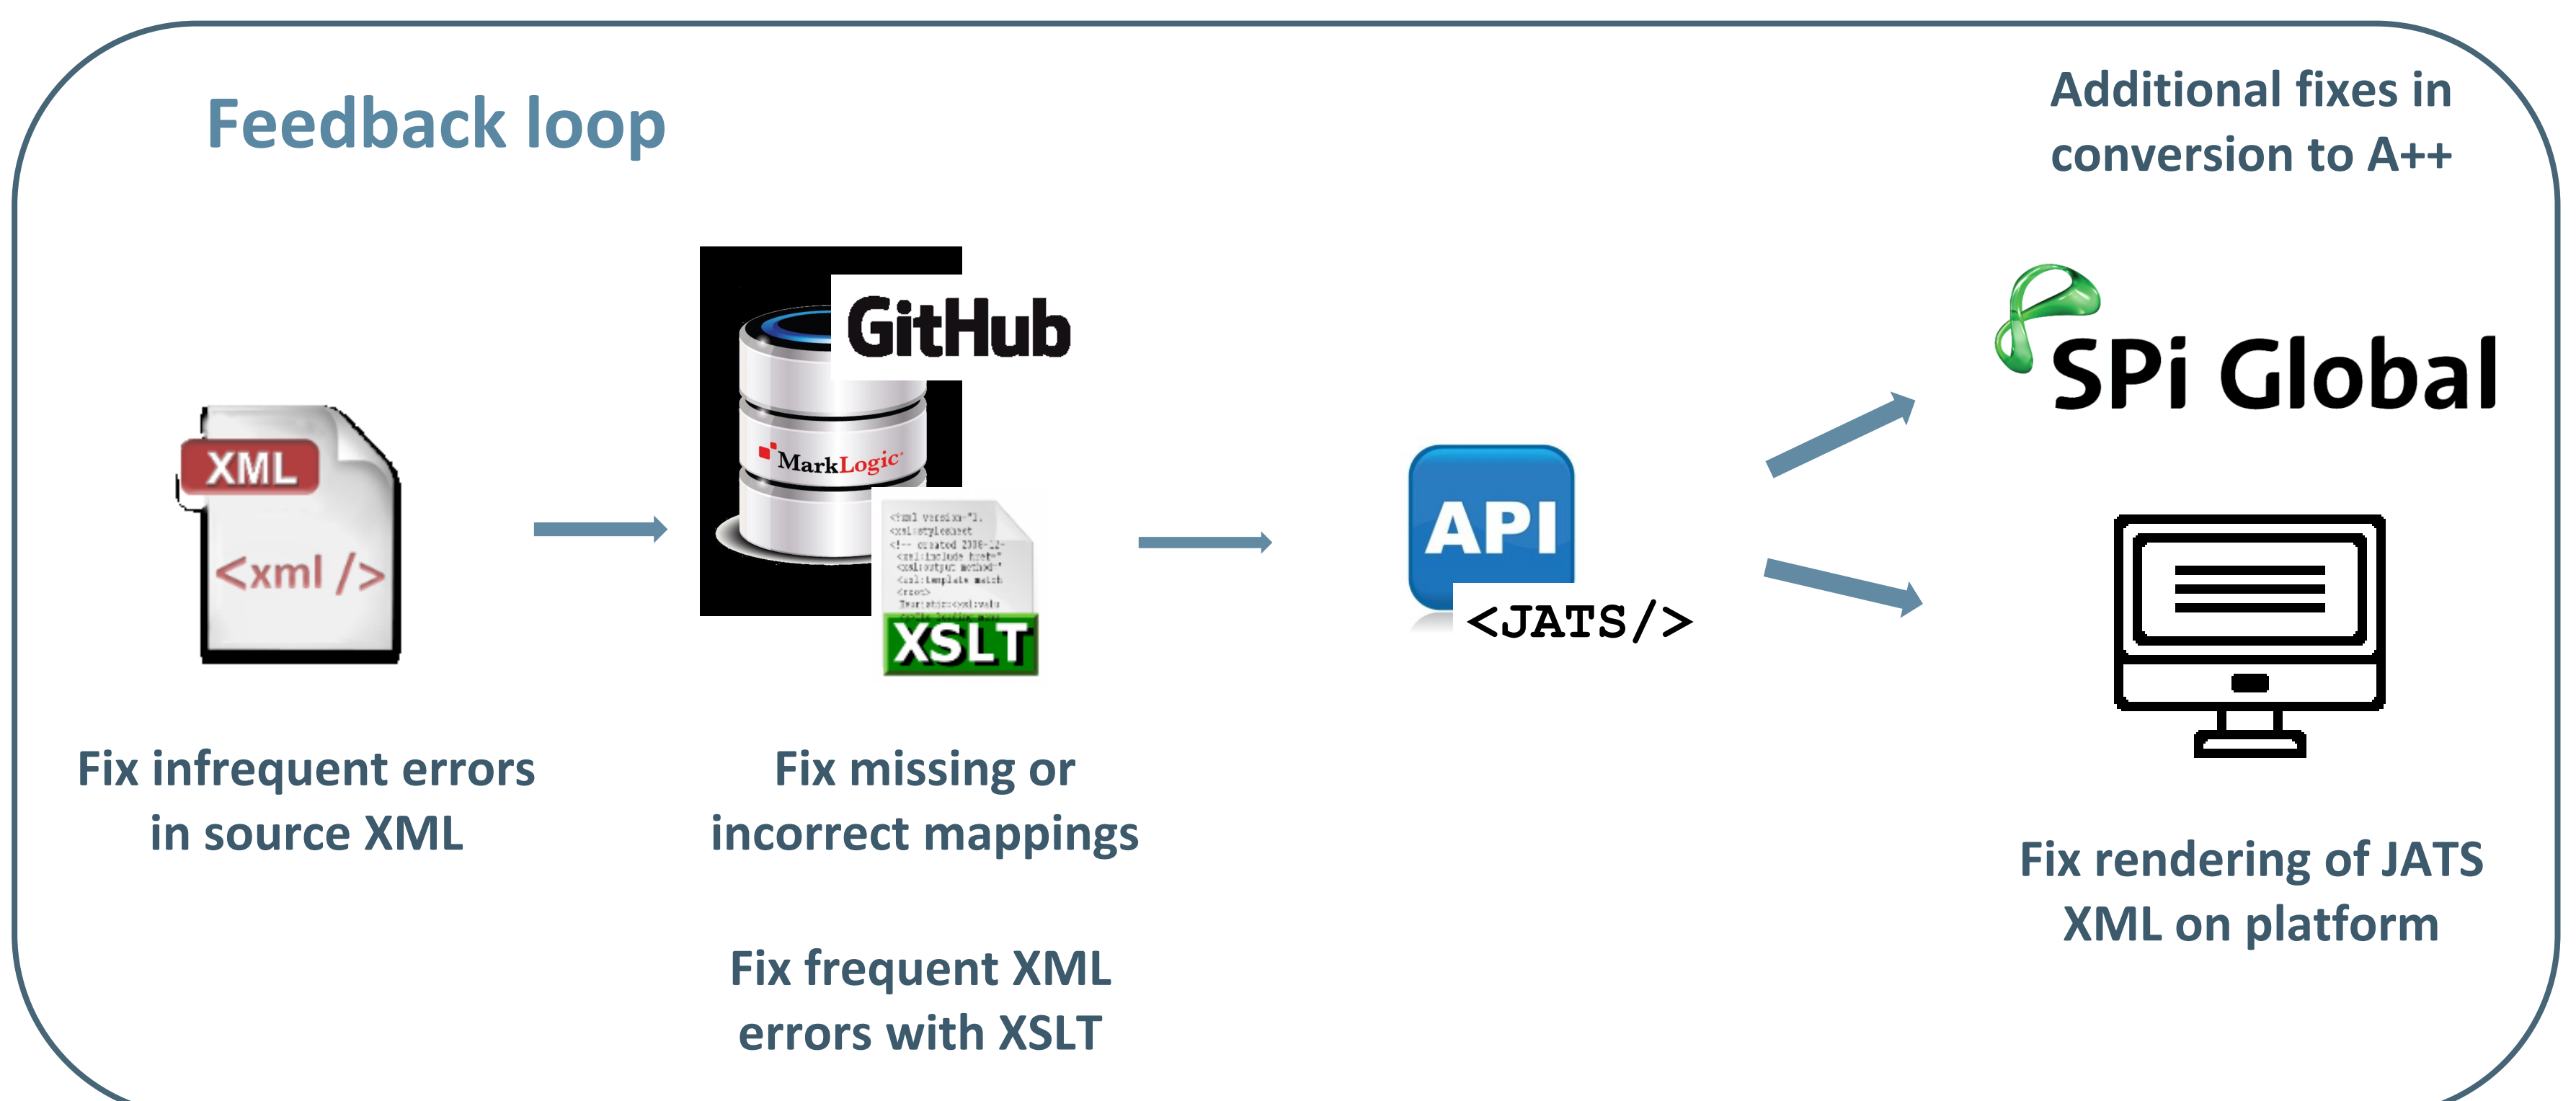 Feedback loop
Additional fixes in
conversion to A++
GitHub
MarkLogic
SPi Global
XML
<xml />
<xsl:stylesheet
XSLT
API
<JATS/>
Fix infrequent errors
in source XML
Fix missing or
incorrect mappings
Fix frequent XML
errors with XSLT
Fix rendering of JATS
XML on platform